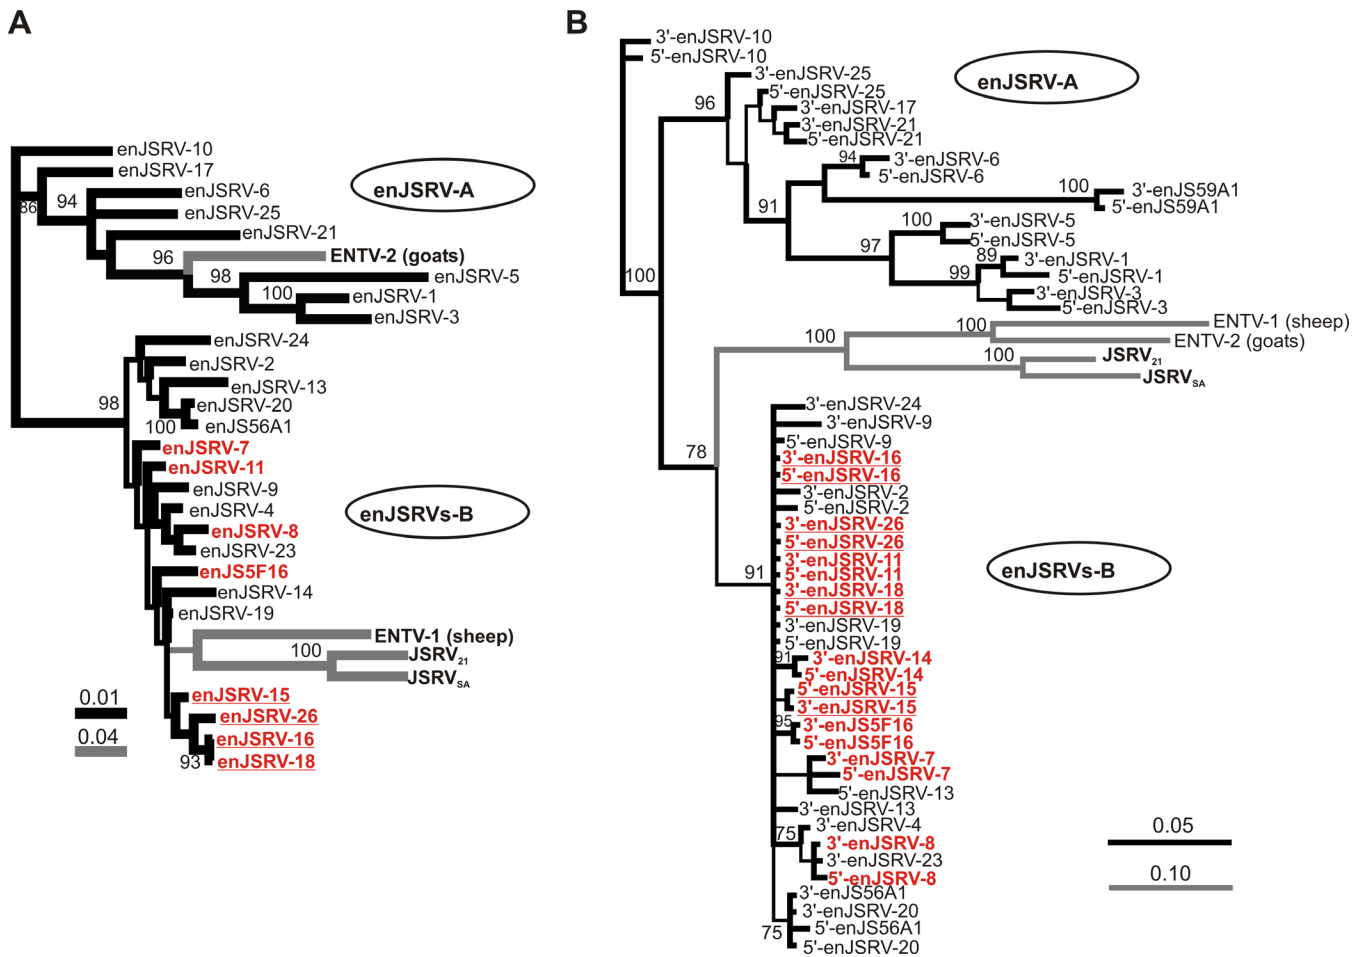 A
enJSRV-10
enJSRV-17
86
94
enJSRV-6
enJSRV-A
enJSRV-25
enJSRV-21
96
ENTV-2 (goats)
98
enJSRV-5
100
enJSRV-1
enJSRV-3
enJSRV-24
enJSRV-2
enJSRV-13
98
enJSRV-20
100
enJS56A1
enJSRV-7
enJSRV-11
enJSRV-9
enJSRV-4
enJSRVs-B
enJSRV-8
enJSRV-23
enJS5F16
enJSRV-14
enJSRV-19
ENTV-1 (sheep)
100
JSRV21
JSRVSA
0.01
enJSRV-15
enJSRV-26
0.04
enJSRV-16
93
enJSRV-18
B
3'-enJSRV-10
5'-enJSRV-10
3'-enJSRV-25
enJSRV-A
5'-enJSRV-25
96
3'-enJSRV-17
3'-enJSRV-21
5'-enJSRV-21
94
3'-enJSRV-6
5'-enJSRV-6
100
3'-enJS59A1
5'-enJS59A1
91
100
3'-enJSRV-5
97
5'-enJSRV-5
89
3'-enJSRV-1
99
5'-enJSRV-1
100
3'-enJSRV-3
5'-enJSRV-3
100
100
ENTV-1 (sheep)
ENTV-2 (goats)
100
JSRV21
JSRVSA
3'-enJSRV-24
3'-enJSRV-9
5'-enJSRV-9
78
3'-enJSRV-16
5'-enJSRV-16
3'-enJSRV-2
5'-enJSRV-2
3'-enJSRV-26
5'-enJSRV-26
3'-enJSRV-11
91
5'-enJSRV-11
enJSRVs-B
3'-enJSRV-18
5'-enJSRV-18
3'-enJSRV-19
5'-enJSRV-19
91
3'-enJSRV-14
5'-enJSRV-14
5'-enJSRV-15
3'-enJSRV-15
95
3'-enJS5F16
5'-enJS5F16
3'-enJSRV-7
5'-enJSRV-7
5'-enJSRV-13
3'-enJSRV-13
75
3'-enJSRV-4
0.05
3'-enJSRV-8
3'-enJSRV-23
0.10
5'-enJSRV-8
3'-enJS56A1
3'-enJSRV-20
75
5'-enJS56A1
5'-enJSRV-20